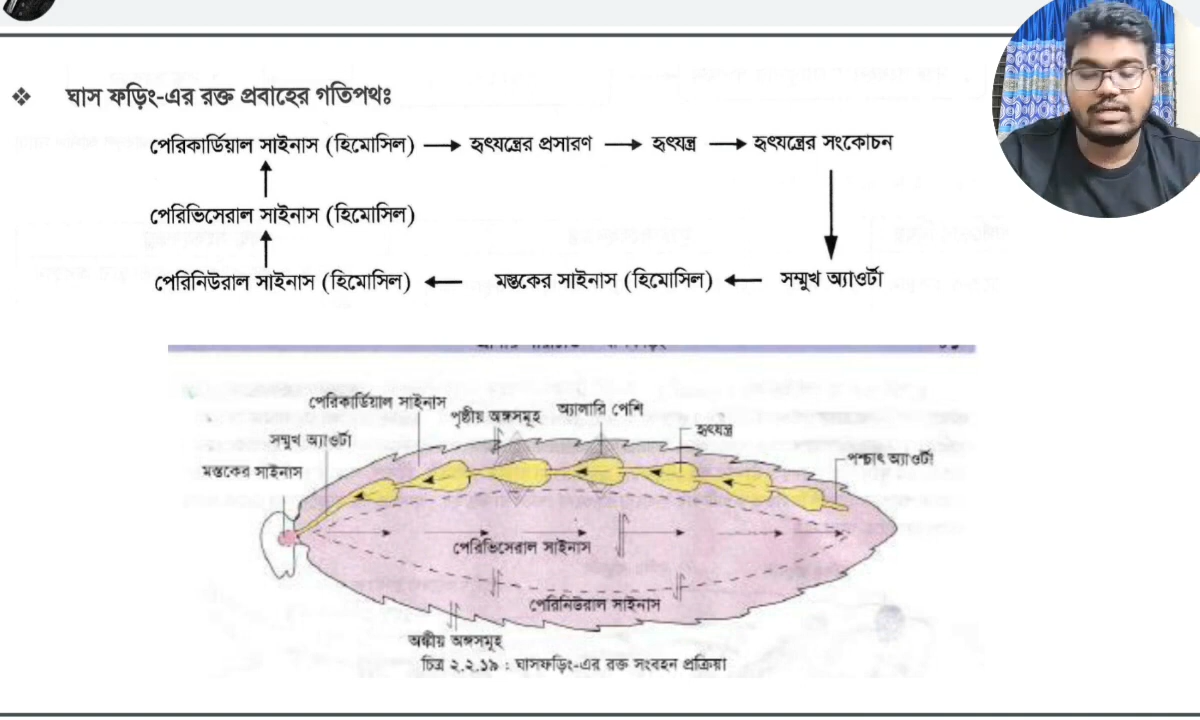 ❖ ঘাস ফড়িং-এর রক্ত প্রবাহের গতিপথঃ
পেরিকার্ডিয়াল সাইনাস (হিমোসিল) → হৃৎযন্ত্রের প্রসারণ → হৃৎযন্ত্র → হৃৎযন্ত্রের সংকোচন
পেরিভিসেরাল সাইনাস (হিমোসিল)
পেরিনিউরাল সাইনাস (হিমোসিল) ← মস্তকের সাইনাস (হিমোসিল) ← সম্মুখ অ্যাওর্টা
পেরিকার্ডিয়াল সাইনাস
পৃষ্ঠীয় অঙ্গসমূহ
অ্যালারি পেশি
হৃৎযন্ত্র
সম্মুখ অ্যাওর্টা
পশ্চাৎ অ্যাওর্টা
মস্তকের সাইনাস
পেরিভিসেরাল সাইনাস
পেরিনিউরাল সাইনাস
অঙ্কীয় অঙ্গসমূহ
চিত্র ২.২.১৯ : ঘাসফড়িং-এর রক্ত সংবহন প্রক্রিয়া